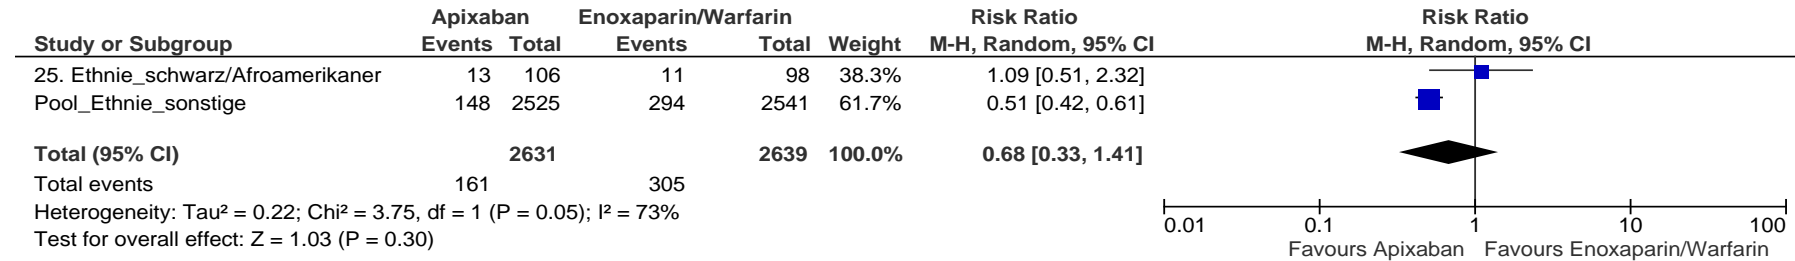 Apixaban Enoxaparin/Warfarin Risk Ratio Risk Ratio
Study or Subgroup Events Total Events Total Weight M-H, Random, 95% CI M-H, Random, 95% CI
25. Ethnie_schwarz/Afroamerikaner 13 106 11 98 38.3% 1.09 [0.51, 2.32]
Pool_Ethnie_sonstige 148 2525 294 2541 61.7% 0.51 [0.42, 0.61]
Total (95% CI) 2631 2639 100.0% 0.68 [0.33, 1.41]
Total events 161 305
Heterogeneity: Tau² = 0.22; Chi² = 3.75, df = 1 (P = 0.05); I² = 73%
Test for overall effect: Z = 1.03 (P = 0.30)
0.01 0.1 1 10 100
Favours Apixaban Favours Enoxaparin/Warfarin